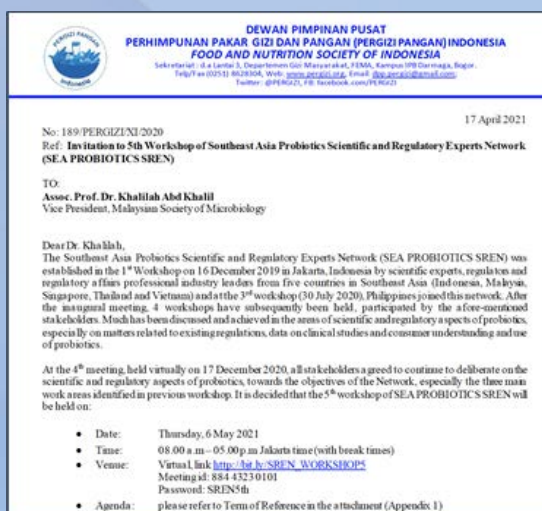 DEWAN PIMPINAN PUSAT
PERHIMPUNAN PAKAR GIZI DAN PANGAN (PERGIZI PANGAN) INDONESIA
FOOD AND NUTRITION SOCIETY OF INDONESIA
Sekretariat : d.a Lantai 3, Departemen Gizi Masyarakat, FEMA, Kampus IPB Darmaga, Bogor.
Telp/Fax (0251) 8628304, Web: www.pergizi.org, Email: dpp.pergizi@gmail.com;
Twitter: @PERGIZI, FB: facebook.com/PERGIZI
PERGIZI PANGAN
Indonesia
17 April 2021
No: 189/PERGIZI/XI/2020
Ref: Invitation to 5th Workshop of Southeast Asia Probiotics Scientific and Regulatory Experts Network
(SEA PROBIOTICS SREN)
TO:
Assoc. Prof. Dr. Khalilah Abd Khalil
Vice President, Malaysian Society of Microbiology
Dear Dr. Khalilah,
The Southeast Asia Probiotics Scientific and Regulatory Experts Network (SEA PROBIOTICS SREN) was
established in the 1st Workshop on 16 December 2019 in Jakarta, Indonesia by scientific experts, regulators and
regulatory affairs professional industry leaders from five countries in Southeast Asia (Indonesia, Malaysia,
Singapore, Thailand and Vietnam) and at the 3rd workshop (30 July 2020), Philippines joined this network. After
the inaugural meeting, 4 workshops have subsequently been held, participated by the afore-mentioned
stakeholders. Much has been discussed and achieved in the areas of scientific and regulatory aspects of probiotics,
especially on matters related to existing regulations, data on clinical studies and consumer understanding and use
of probiotics.
At the 4th meeting, held virtually on 17 December 2020, all stakeholders agreed to continue to deliberate on the
scientific and regulatory aspects of probiotics, towards the objectives of the Network, especially the three main
work areas identified in previous workshop. It is decided that the 5th workshop of SEA PROBIOTICS SREN will
be held on:
• Date: Thursday, 6 May 2021
• Time: 08.00 a.m – 05.00 p.m Jakarta time (with break times)
• Venue: Virtual, link http://bit.ly/SREN_WORKSHOP5
Meeting id: 884 4323 0101
Password: SREN5th
• Agenda: please refer to Term of Reference in the attachment (Appendix 1)